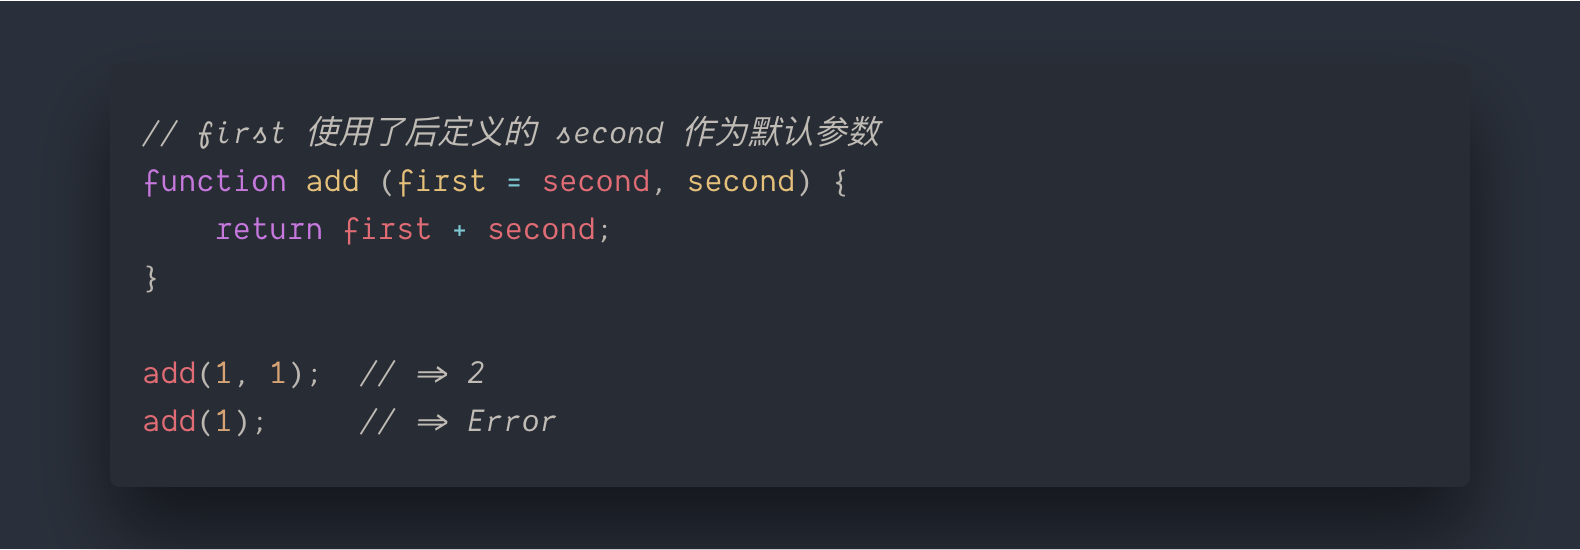 // first 使用了后定义的 second 作为默认参数
function add (first = second, second) {
    return first + second;
}
add(1, 1);  // => 2
add(1);     // => Error